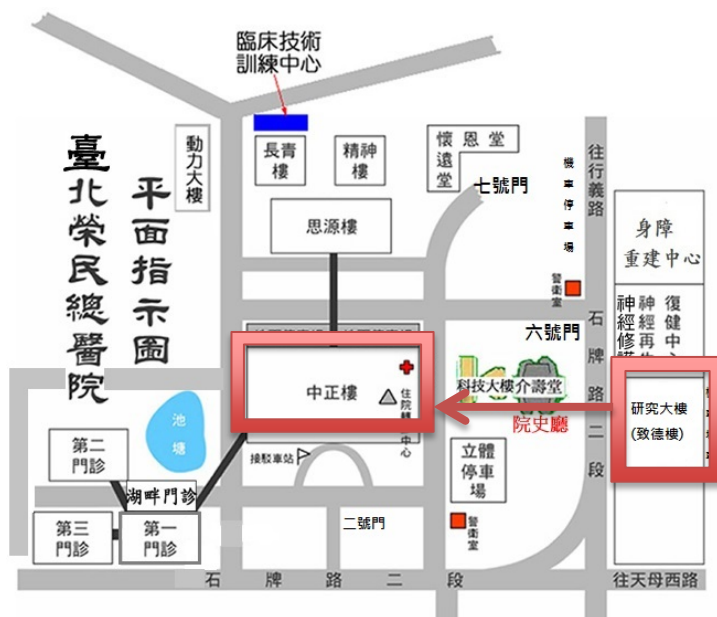 臨床技術
訓練中心
臺北榮民總醫院
平面指示圖
動力大樓
長青
樓
精神
樓
懷恩堂
懷遠堂
七號門
機車停車場
往行義路
思源樓
身障
重建中心
警衛室
六號門
石牌路二段
復健中心
神經再生
神經修護
中正樓
住院
中心
科技大樓
介壽堂
院史廳
研究大樓
(致德樓)
池塘
第二
門診
湖畔門診
第三
門診
第一
門診
接駁車站
立體
停車
場
二號門
警衛室
石牌路二段
往天母西路